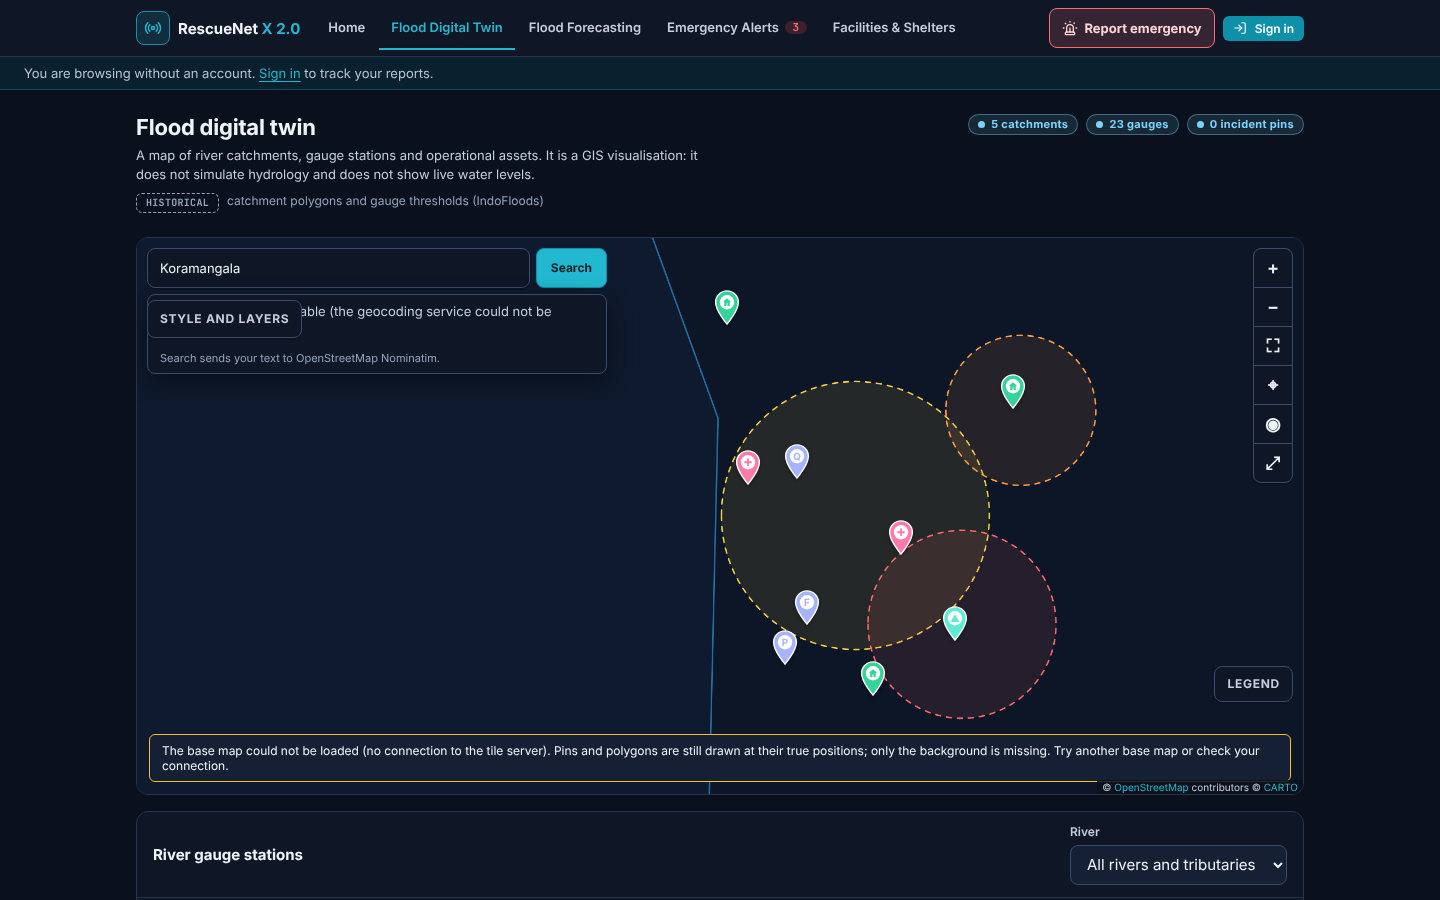 RescueNet X 2.0
Home
Flood Digital Twin
Flood Forecasting
Emergency Alerts 3
Facilities & Shelters
Report emergency
Sign in
You are browsing without an account. Sign in to track your reports.
Flood digital twin
5 catchments
23 gauges
0 incident pins
A map of river catchments, gauge stations and operational assets. It is a GIS visualisation: it
does not simulate hydrology and does not show live water levels.
HISTORICAL catchment polygons and gauge thresholds (IndoFloods)
Koramangala
Search
STYLE AND LAYERS
(the geocoding service could not be
Search sends your text to OpenStreetMap Nominatim.
F
P
LEGEND
The base map could not be loaded (no connection to the tile server). Pins and polygons are still drawn at their true positions; only the background is missing. Try another base map or check your
connection.
© OpenStreetMap contributors © CARTO
River gauge stations
River
All rivers and tributaries